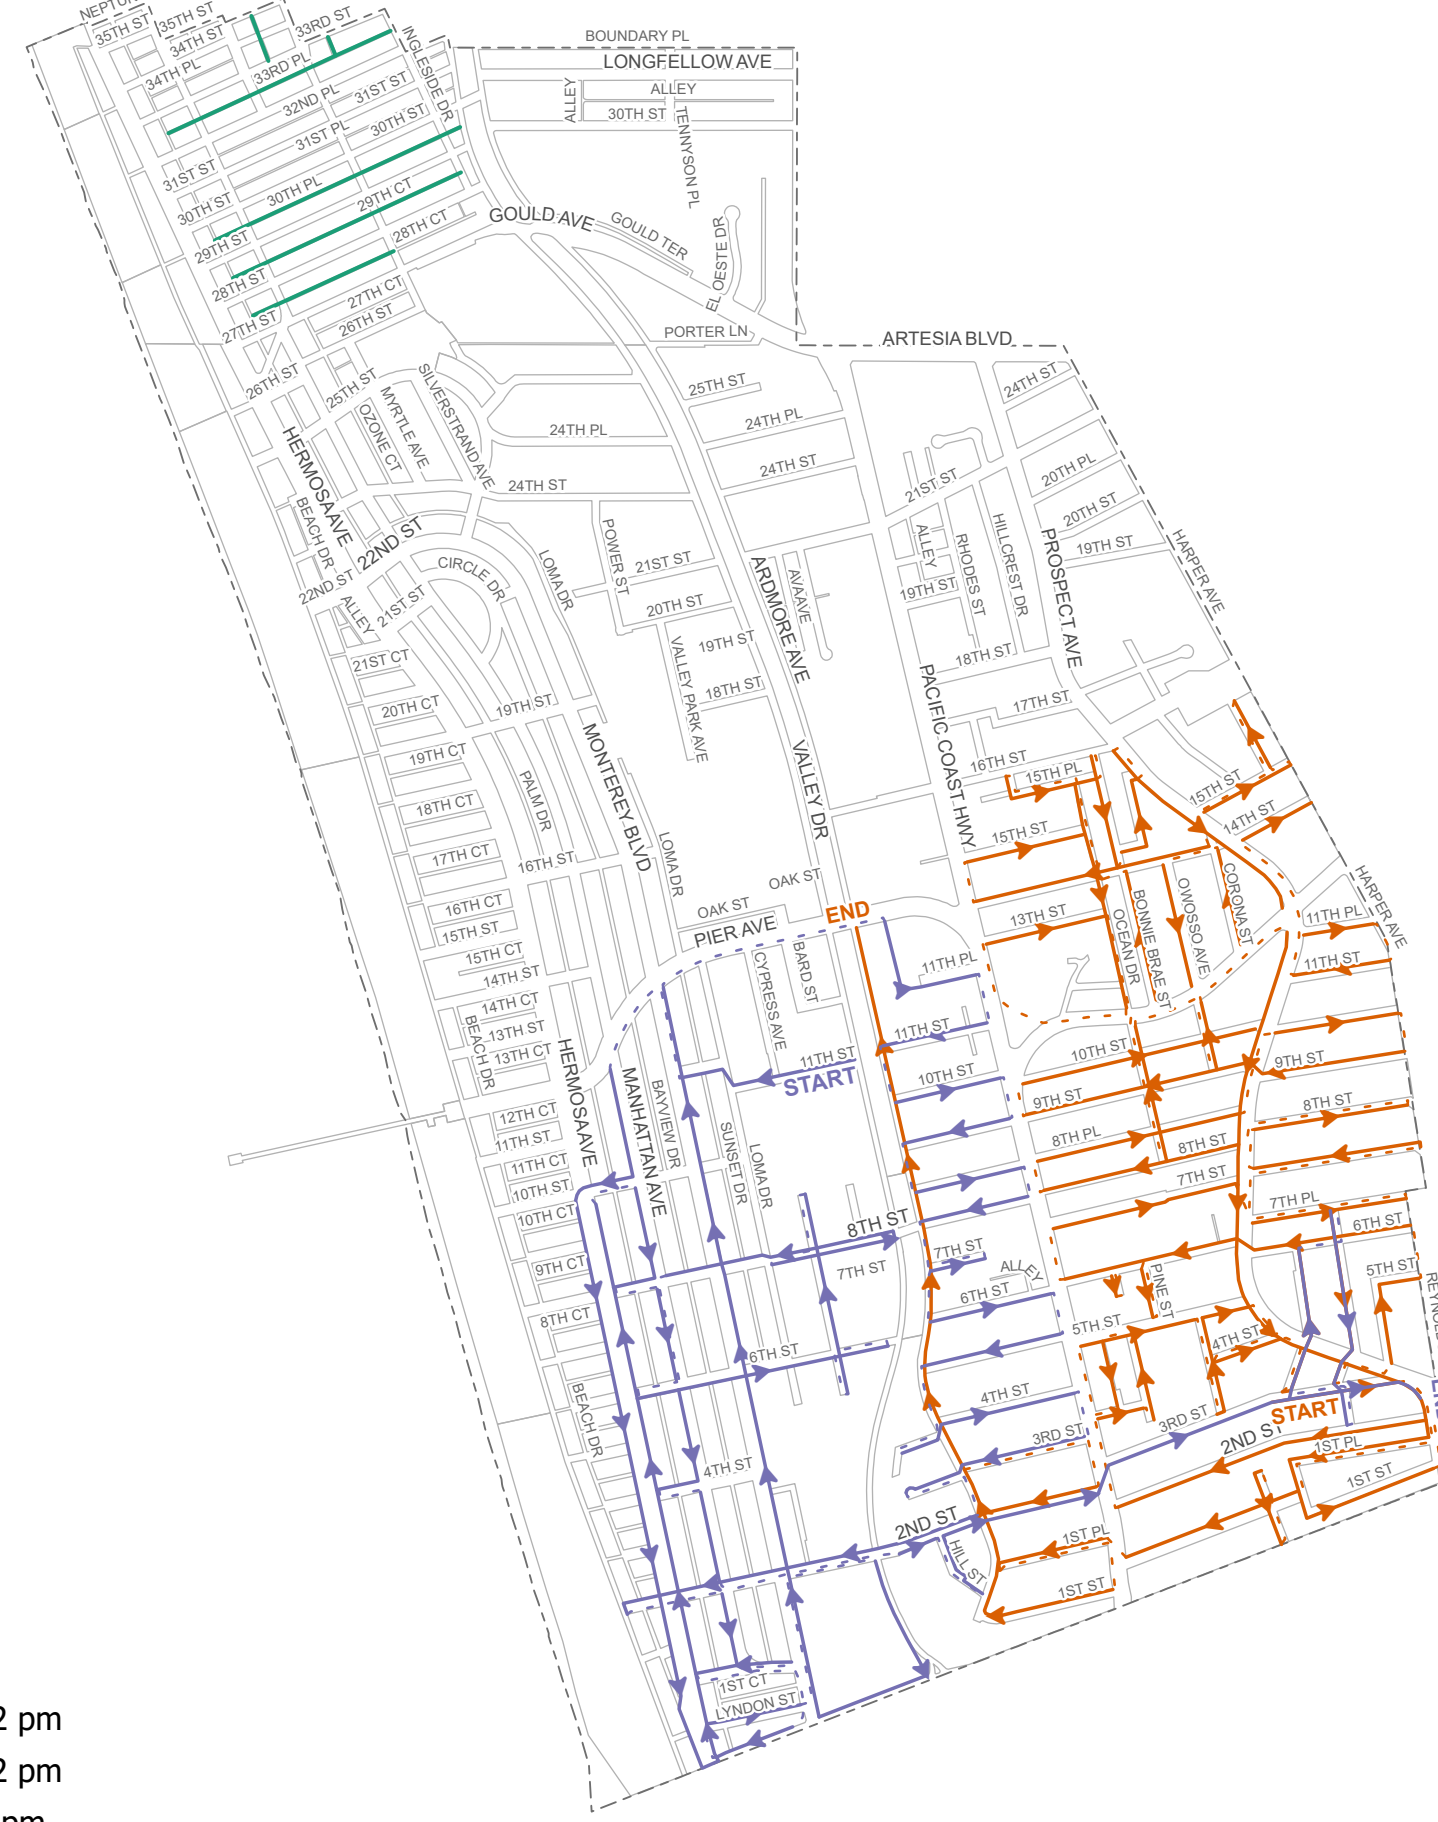 35TH ST
35TH ST
34TH ST
34TH PL
33RD ST
33RD PL
32ND PL
INGLESIDE DR
31ST ST
31ST PL
30TH ST
31ST ST
30TH PL
30TH ST
29TH CT
29TH ST
28TH CT
28TH ST
27TH CT
27TH ST
26TH ST
BOUNDARY PL
LONGFELLOW AVE
ALLEY
ALLEY
30TH ST
TENNYSON PL
GOULD AVE
GOULD TER
EL OESTE DR
PORTER LN
ARTESIA BLVD
26TH ST
25TH ST
OZONE CT
MYRTLE AVE
SILVERSTRAND AVE
25TH ST
24TH PL
24TH PL
24TH ST
24TH ST
24TH ST
HERMOSA AVE
BEACH DR
22ND ST
22ND ST
ALLEY
21ST ST
CIRCLE DR
LOMA DR
POWER ST
21ST ST
20TH ST
19TH ST
18TH ST
VALLEY PARK AVE
ARDMORE AVE
AVA AVE
21ST ST
ALLEY
19TH ST
RHODES ST
HILLCREST DR
18TH ST
17TH ST
PROSPECT AVE
20TH PL
20TH ST
19TH ST
HARPER AVE
21ST CT
20TH CT
19TH CT
18TH CT
17TH CT
16TH CT
15TH ST
15TH CT
14TH ST
14TH CT
13TH ST
13TH CT
12TH CT
11TH ST
11TH CT
10TH ST
10TH CT
9TH CT
8TH CT
BEACH DR
BEACH DR
19TH ST
PALM DR
16TH ST
MONTEREY BLVD
LOMA DR
VALLEY DR
PACIFIC COAST HWY
OAK ST
OAK ST
PIER AVE
END
CYPRESS AVE
BARD ST
11TH ST
START
HERMOSA AVE
MANHATTAN AVE
BAYVIEW DR
SUNSET DR
LOMA DR
8TH ST
7TH ST
6TH ST
4TH ST
2ND ST
1ST CT
LYNDON ST
HILL ST
16TH ST
15TH PL
15TH ST
13TH ST
15TH ST
14TH ST
OCEAN DR
BONNIE BRAE ST
OWOSSO AVE
CORONA ST
HARPER AVE
11TH PL
11TH ST
11TH PL
11TH ST
10TH ST
10TH ST
9TH ST
9TH ST
8TH PL
8TH ST
8TH ST
7TH ST
7TH PL
6TH ST
7TH ST
ALLEY
6TH ST
PINE ST
5TH ST
5TH ST
4TH ST
4TH ST
3RD ST
3RD ST
START
2ND ST
1ST PL
1ST ST
1ST PL
1ST ST
2 pm
2 pm
pm